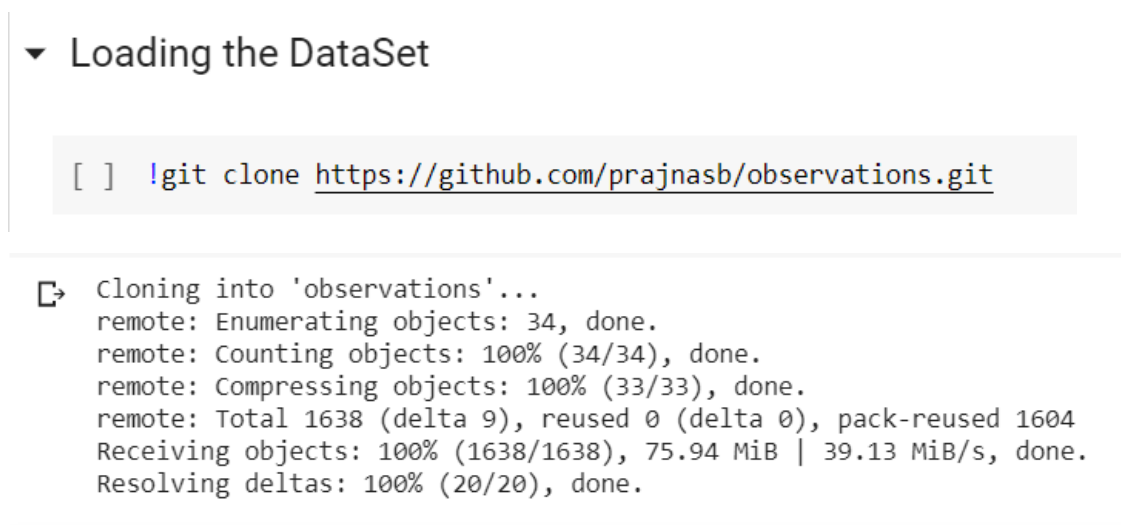 Loading the DataSet
[ ] !git clone https://github.com/prajnasb/observations.git
Cloning into 'observations'...
remote: Enumerating objects: 34, done.
remote: Counting objects: 100% (34/34), done.
remote: Compressing objects: 100% (33/33), done.
remote: Total 1638 (delta 9), reused 0 (delta 0), pack-reused 1604
Receiving objects: 100% (1638/1638), 75.94 MiB | 39.13 MiB/s, done.
Resolving deltas: 100% (20/20), done.